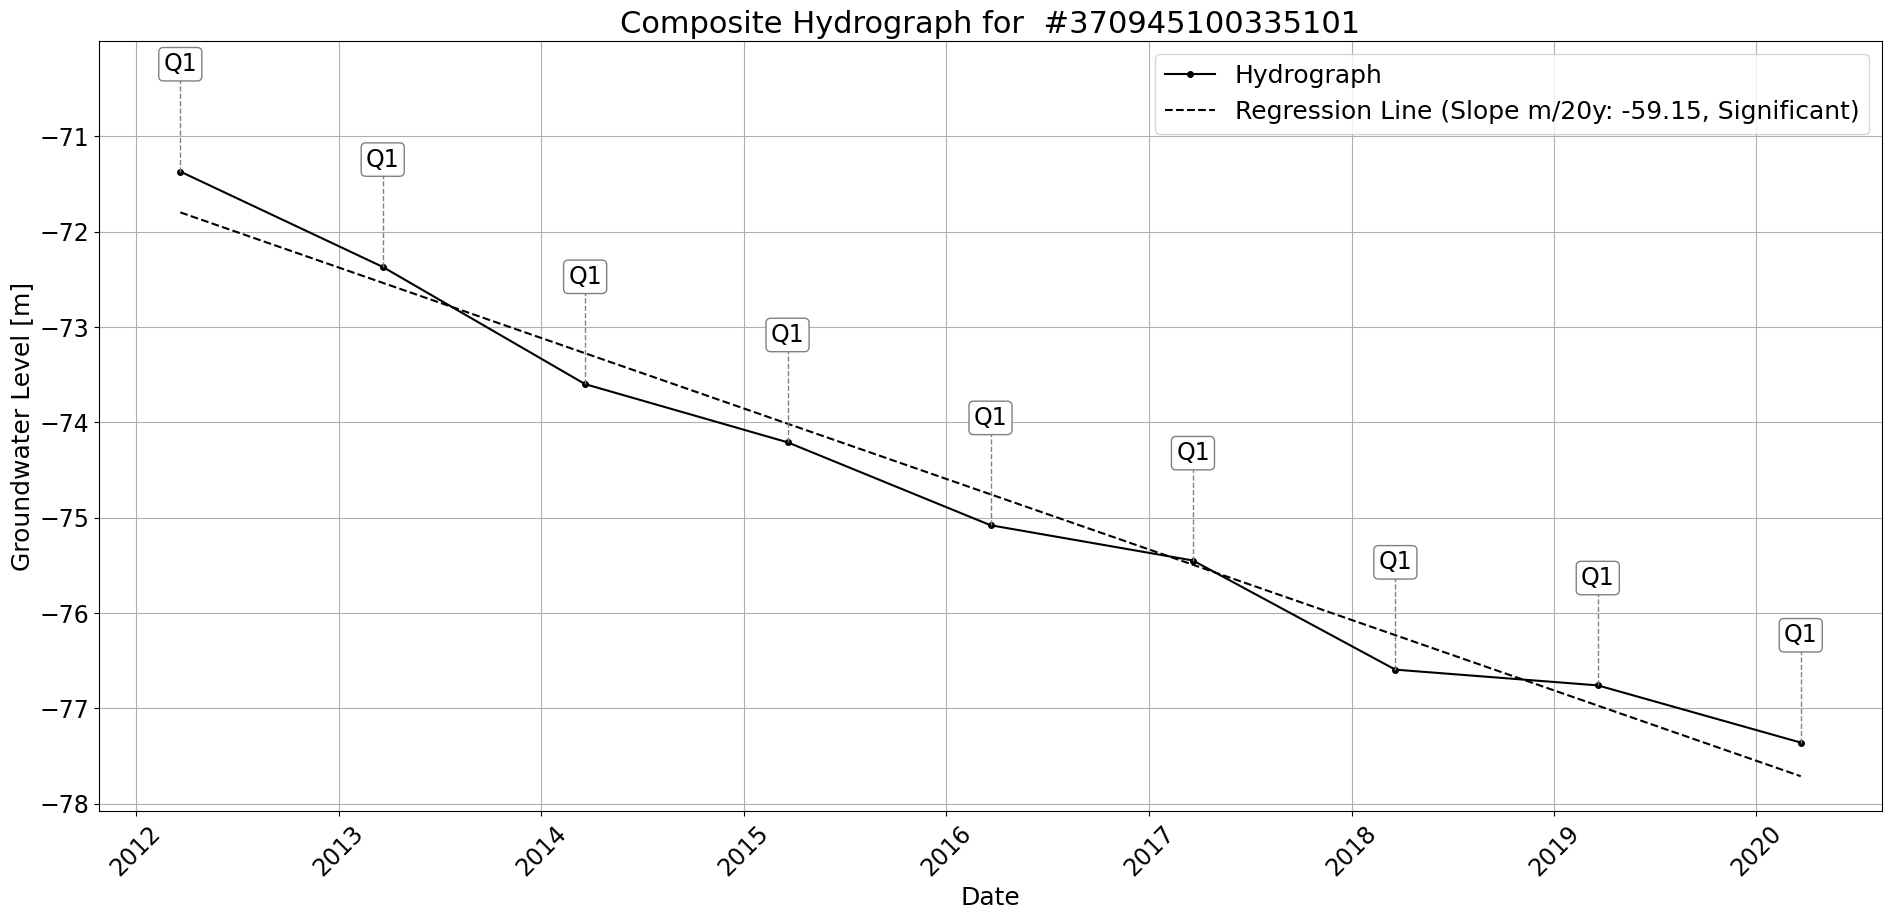 Composite Hydrograph for  #370945100335101
Hydrograph
Regression Line (Slope m/20y: -59.15, Significant)
Groundwater Level [m]
−71
−72
−73
−74
−75
−76
−77
−78
Q1
Q1
Q1
Q1
Q1
Q1
Q1
Q1
Q1
2012
2013
2014
2015
2016
2017
2018
2019
2020
Date